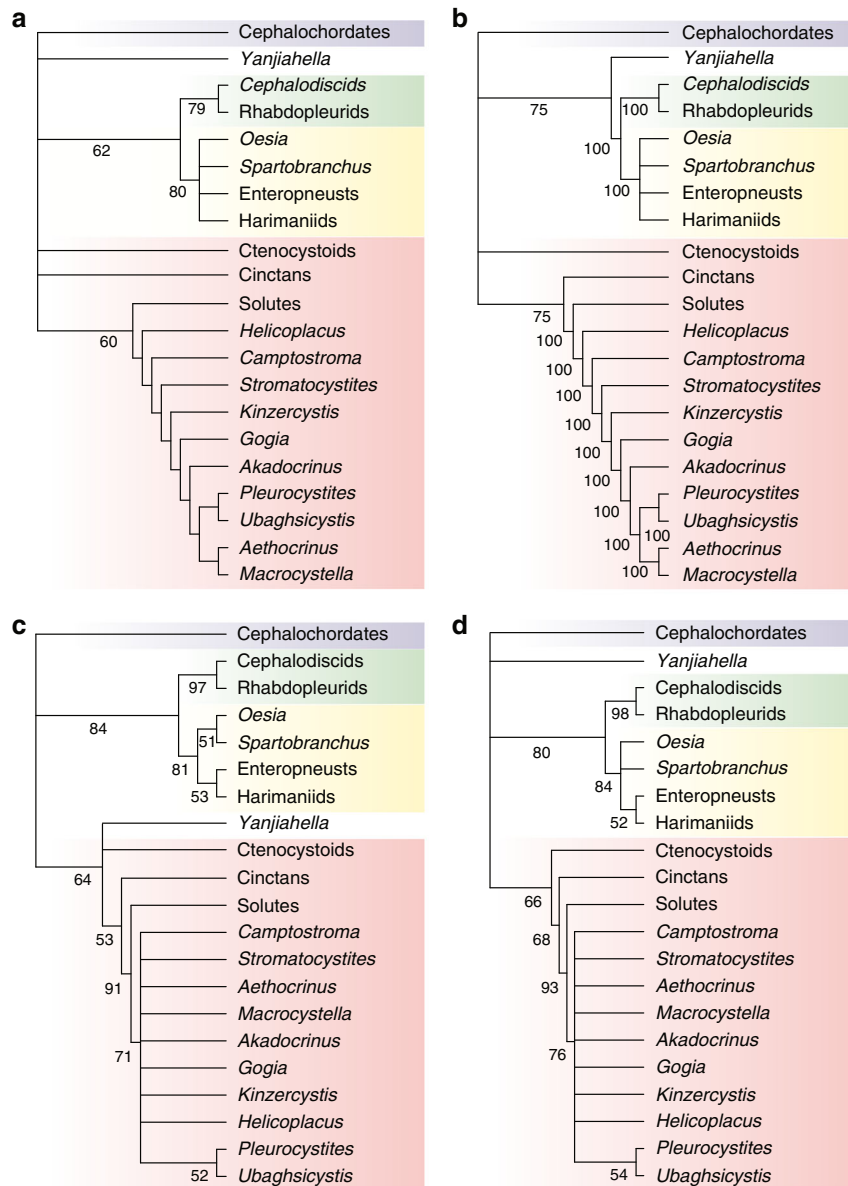 a
Cephalochordates
Yanjiahella
Cephalodiscids
79
Rhabdopleurids
Oesia
62
Spartobranchus
80
Enteropneusts
Harimaniids
Ctenocystoids
Cinctans
Solutes
60
Helicoplacus
Camptostroma
Stromatocystites
Kinzercystis
Gogia
Akadocrinus
Pleurocystites
Ubaghsicystis
Aethocrinus
Macrocystella
b
Cephalochordates
Yanjiahella
Cephalodiscids
75
100
Rhabdopleurids
Oesia
100
Spartobranchus
100
Enteropneusts
Harimaniids
Ctenocystoids
Cinctans
Solutes
75
Helicoplacus
100
Camptostroma
100
Stromatocystites
100
Kinzercystis
100
Gogia
100
Akadocrinus
100
Pleurocystites
100
Ubaghsicystis
100
100
Aethocrinus
100
Macrocystella
c
Cephalochordates
Cephalodiscids
97
Rhabdopleurids
Oesia
84
51
Spartobranchus
81
Enteropneusts
53
Harimaniids
Yanjiahella
Ctenocystoids
64
Cinctans
Solutes
53
Camptostroma
Stromatocystites
91
Aethocrinus
Macrocystella
Akadocrinus
71
Gogia
Kinzercystis
Helicoplacus
Pleurocystites
52
Ubaghsicystis
d
Cephalochordates
Yanjiahella
Cephalodiscids
98
Rhabdopleurids
Oesia
80
Spartobranchus
84
Enteropneusts
52
Harimaniids
Ctenocystoids
Cinctans
66
Solutes
68
Camptostroma
Stromatocystites
93
Aethocrinus
Macrocystella
Akadocrinus
76
Gogia
Kinzercystis
Helicoplacus
Pleurocystites
54
Ubaghsicystis